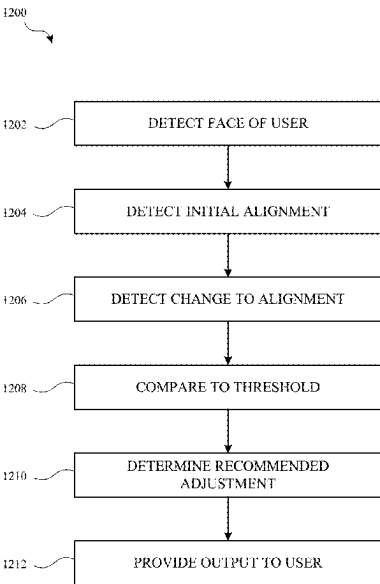 1200
1202
DETECT FACE OF USER
1204
DETECT INITIAL ALIGNMENT
1206
DETECT CHANGE TO ALIGNMENT
1208
COMPARE TO THRESHOLD
1210
DETERMINE RECOMMENDED
ADJUSTMENT
1212
PROVIDE OUTPUT TO USER